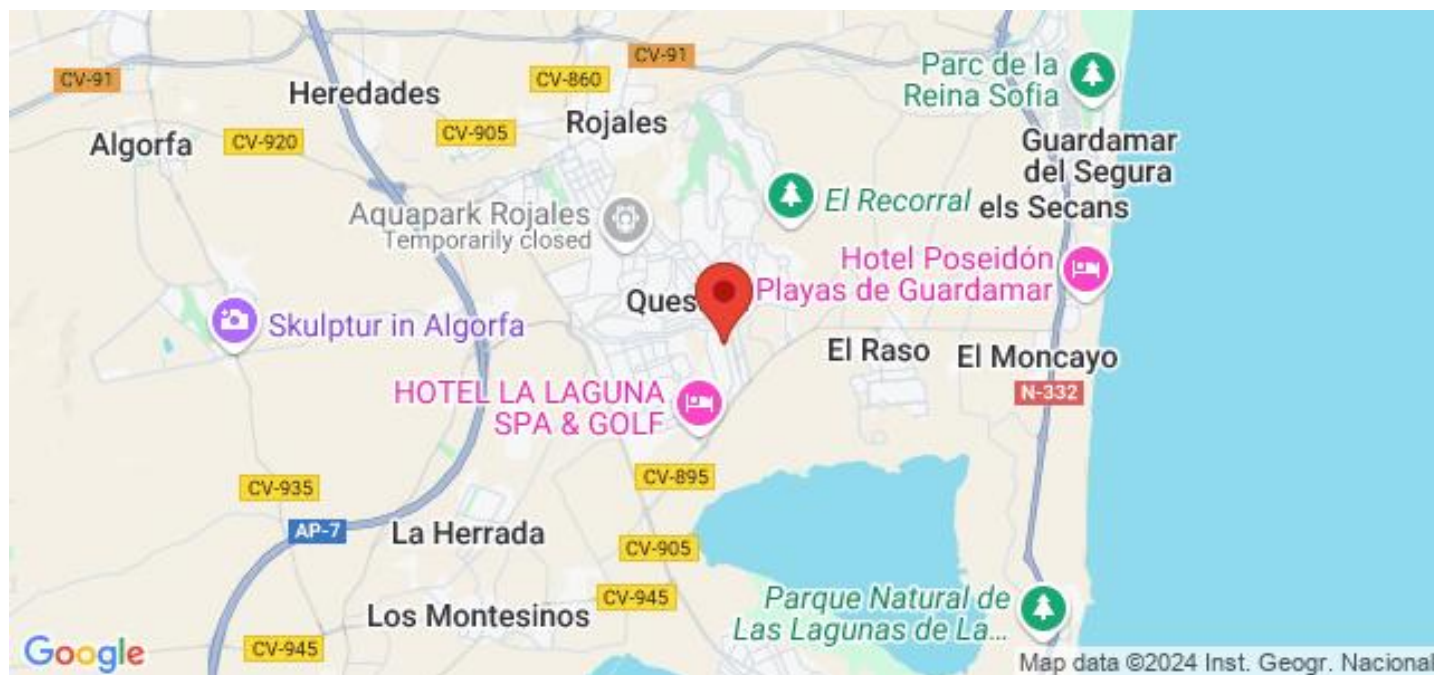 CV-91
CV-91
CV-860
Parc de la
Reina Sofia
Heredades
CV-905
Rojales
Algorfa
CV-920
Guardamar
del Segura
Aquapark Rojales
Temporarily closed
El Recorral
els Secans
Hotel Poseidón
Playas de Guardamar
Skulptur in Algorfa
El Raso
El Moncayo
HOTEL LA LAGUNA
SPA & GOLF
N-332
CV-935
CV-895
AP-7
La Herrada
CV-905
Los Montesinos
CV-945
Parque Natural de
Las Lagunas de La...
CV-945
Google
Map data ©2024 Inst. Geogr. Nacional